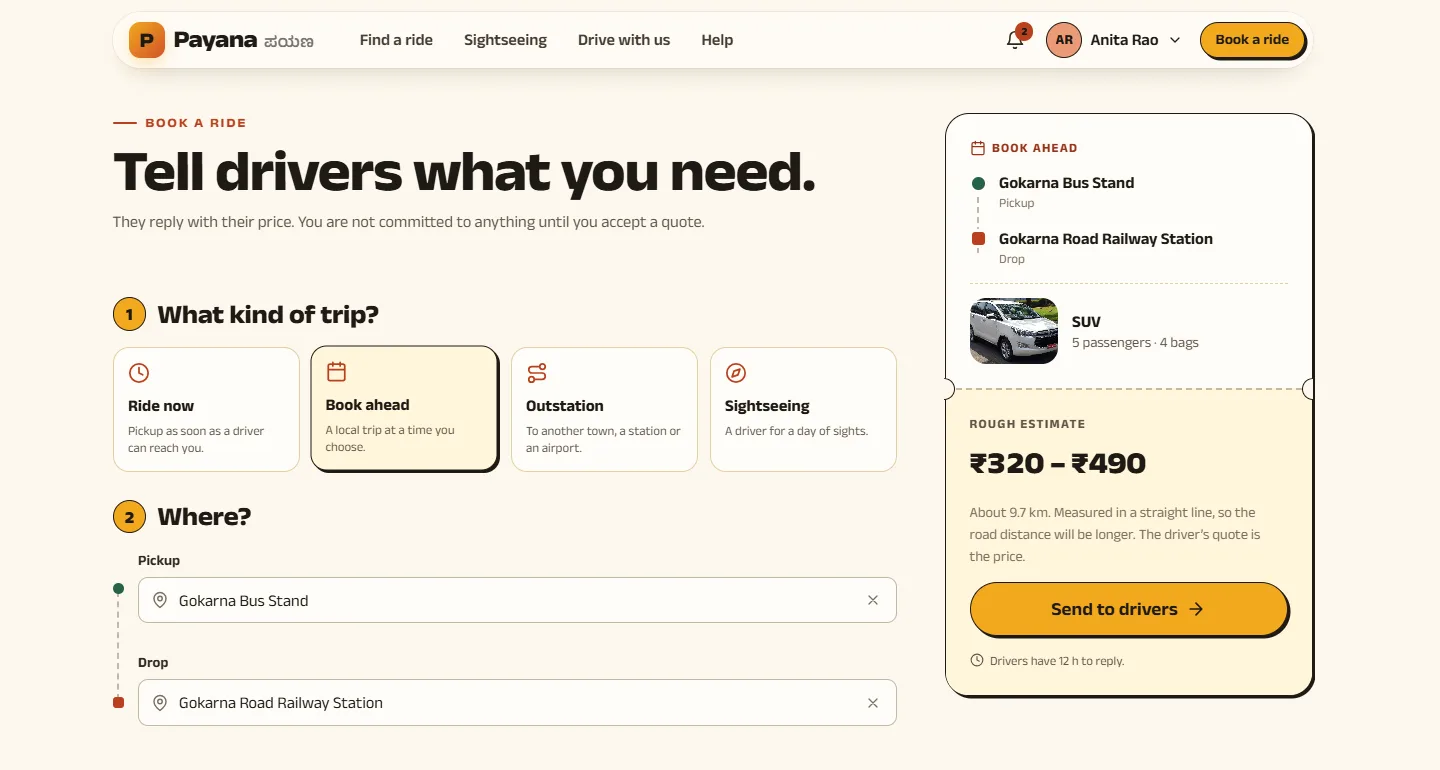 P Payana ಪಯಣ Find a ride Sightseeing Drive with us Help 2 AR Anita Rao Book a ride
BOOK A RIDE
Tell drivers what you need.
They reply with their price. You are not committed to anything until you accept a quote.
1 What kind of trip?
Ride now
Pickup as soon as a driver
can reach you.
Book ahead
A local trip at a time you
choose.
Outstation
To another town, a station or
an airport.
Sightseeing
A driver for a day of sights.
2 Where?
Pickup
Gokarna Bus Stand
Drop
Gokarna Road Railway Station
BOOK AHEAD
Gokarna Bus Stand
Pickup
Gokarna Road Railway Station
Drop
SUV
5 passengers · 4 bags
ROUGH ESTIMATE
₹320 – ₹490
About 9.7 km. Measured in a straight line, so the
road distance will be longer. The driver’s quote is
the price.
Send to drivers
Drivers have 12 h to reply.